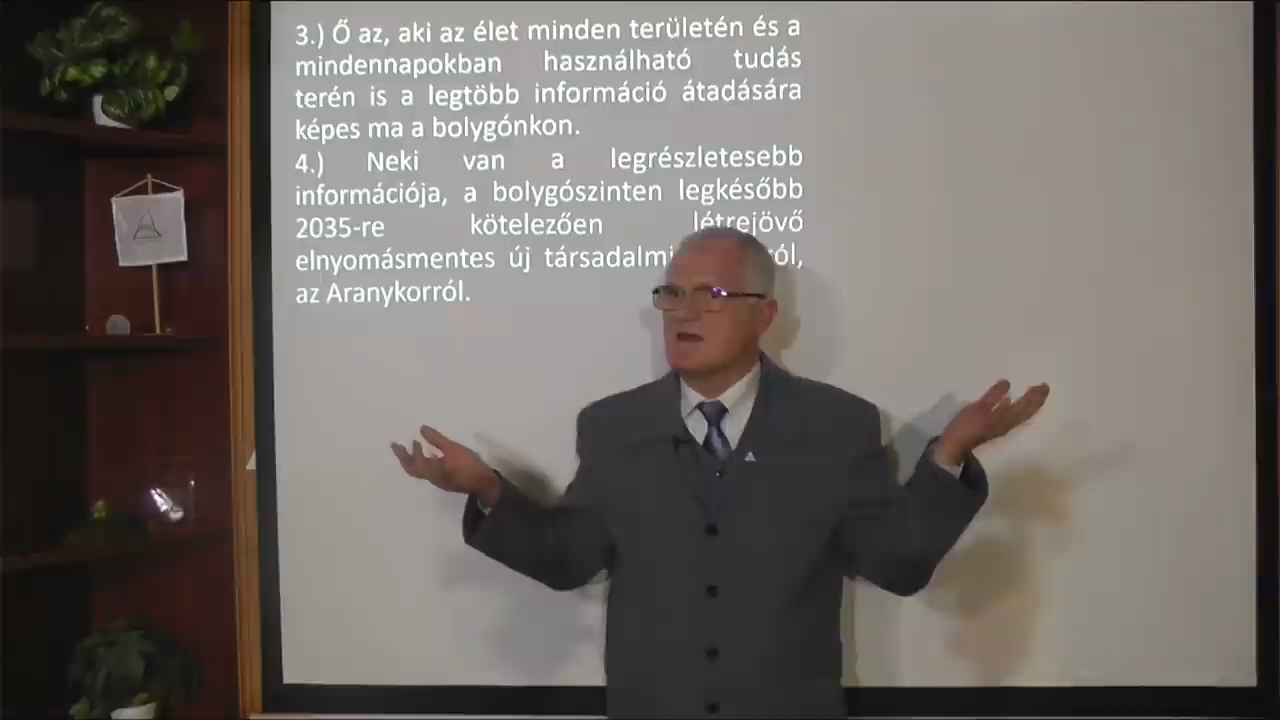 3.) Ő az, aki az élet minden területén és a
mindennapokban használható tudás
terén is a legtöbb információ átadására
képes ma a bolygónkon.
4.) Neki van a legrészletesebb
információja, a bolygószinten legkésőbb
2035-re kötelezően létrejövő
elnyomásmentes új társadalmi
az Aranykorról.